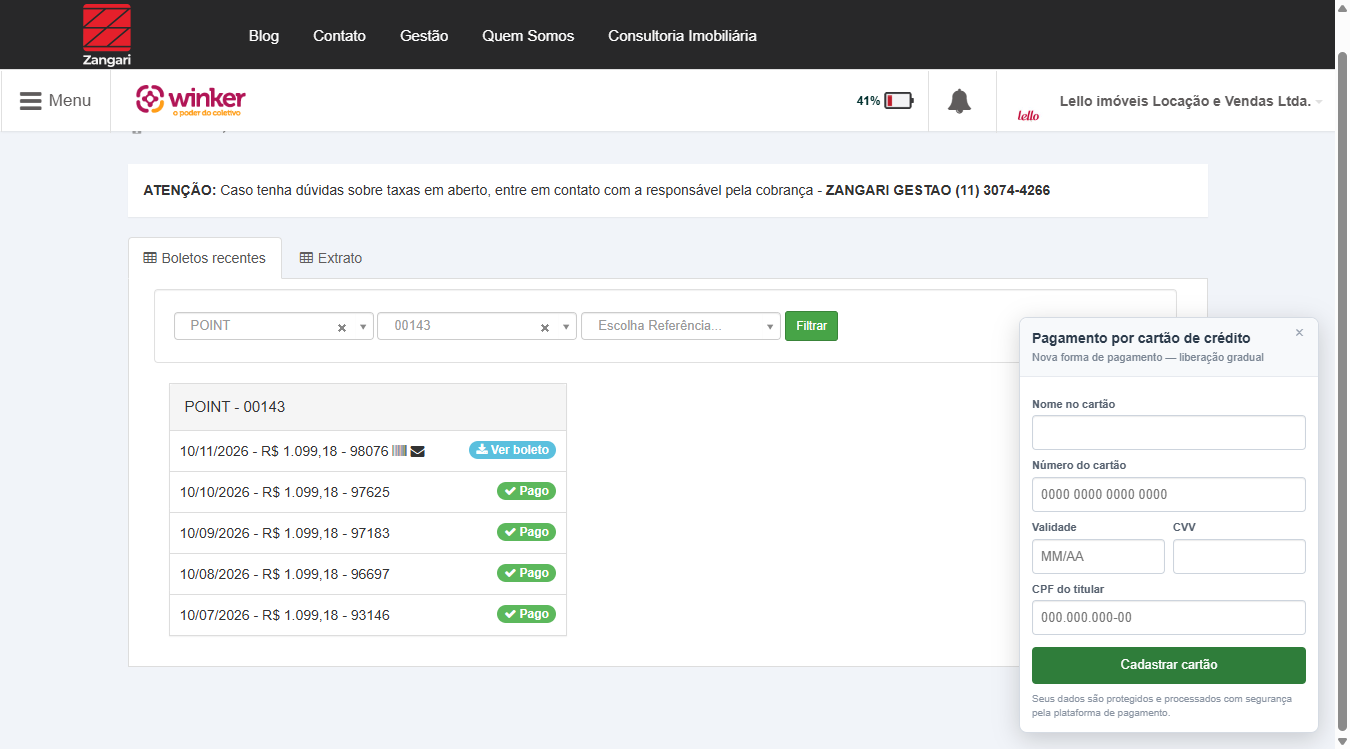 Zangari
Blog
Contato
Gestão
Quem Somos
Consultoria Imobiliária
Menu
winker
o poder do coletivo
41%
lello
Lello imóveis Locação e Vendas Ltda.
ATENÇÃO: Caso tenha dúvidas sobre taxas em aberto, entre em contato com a responsável pela cobrança - ZANGARI GESTAO (11) 3074-4266
Boletos recentes
Extrato
POINT
00143
Escolha Referência...
Filtrar
POINT - 00143
10/11/2026 - R$ 1.099,18 - 98076
Ver boleto
10/10/2026 - R$ 1.099,18 - 97625
Pago
10/09/2026 - R$ 1.099,18 - 97183
Pago
10/08/2026 - R$ 1.099,18 - 96697
Pago
10/07/2026 - R$ 1.099,18 - 93146
Pago
Pagamento por cartão de crédito
Nova forma de pagamento — liberação gradual
Nome no cartão
Número do cartão
0000 0000 0000 0000
Validade
CVV
MM/AA
CPF do titular
000.000.000-00
Cadastrar cartão
Seus dados são protegidos e processados com segurança
pela plataforma de pagamento.